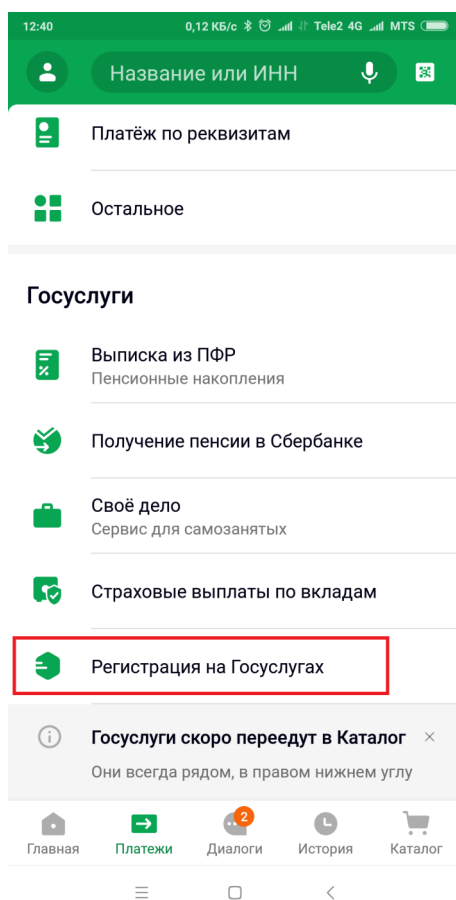 12:40 0,12 КБ/с Tele2 4G MTS
Название или ИНН
Платёж по реквизитам
Остальное
Госуслуги
Выписка из ПФР
Пенсионные накопления
Получение пенсии в Сбербанке
Своё дело
Сервис для самозанятых
Страховые выплаты по вкладам
Регистрация на Госуслугах
Госуслуги скоро переедут в Каталог
Они всегда рядом, в правом нижнем углу
2
Главная Платежи Диалоги История Каталог